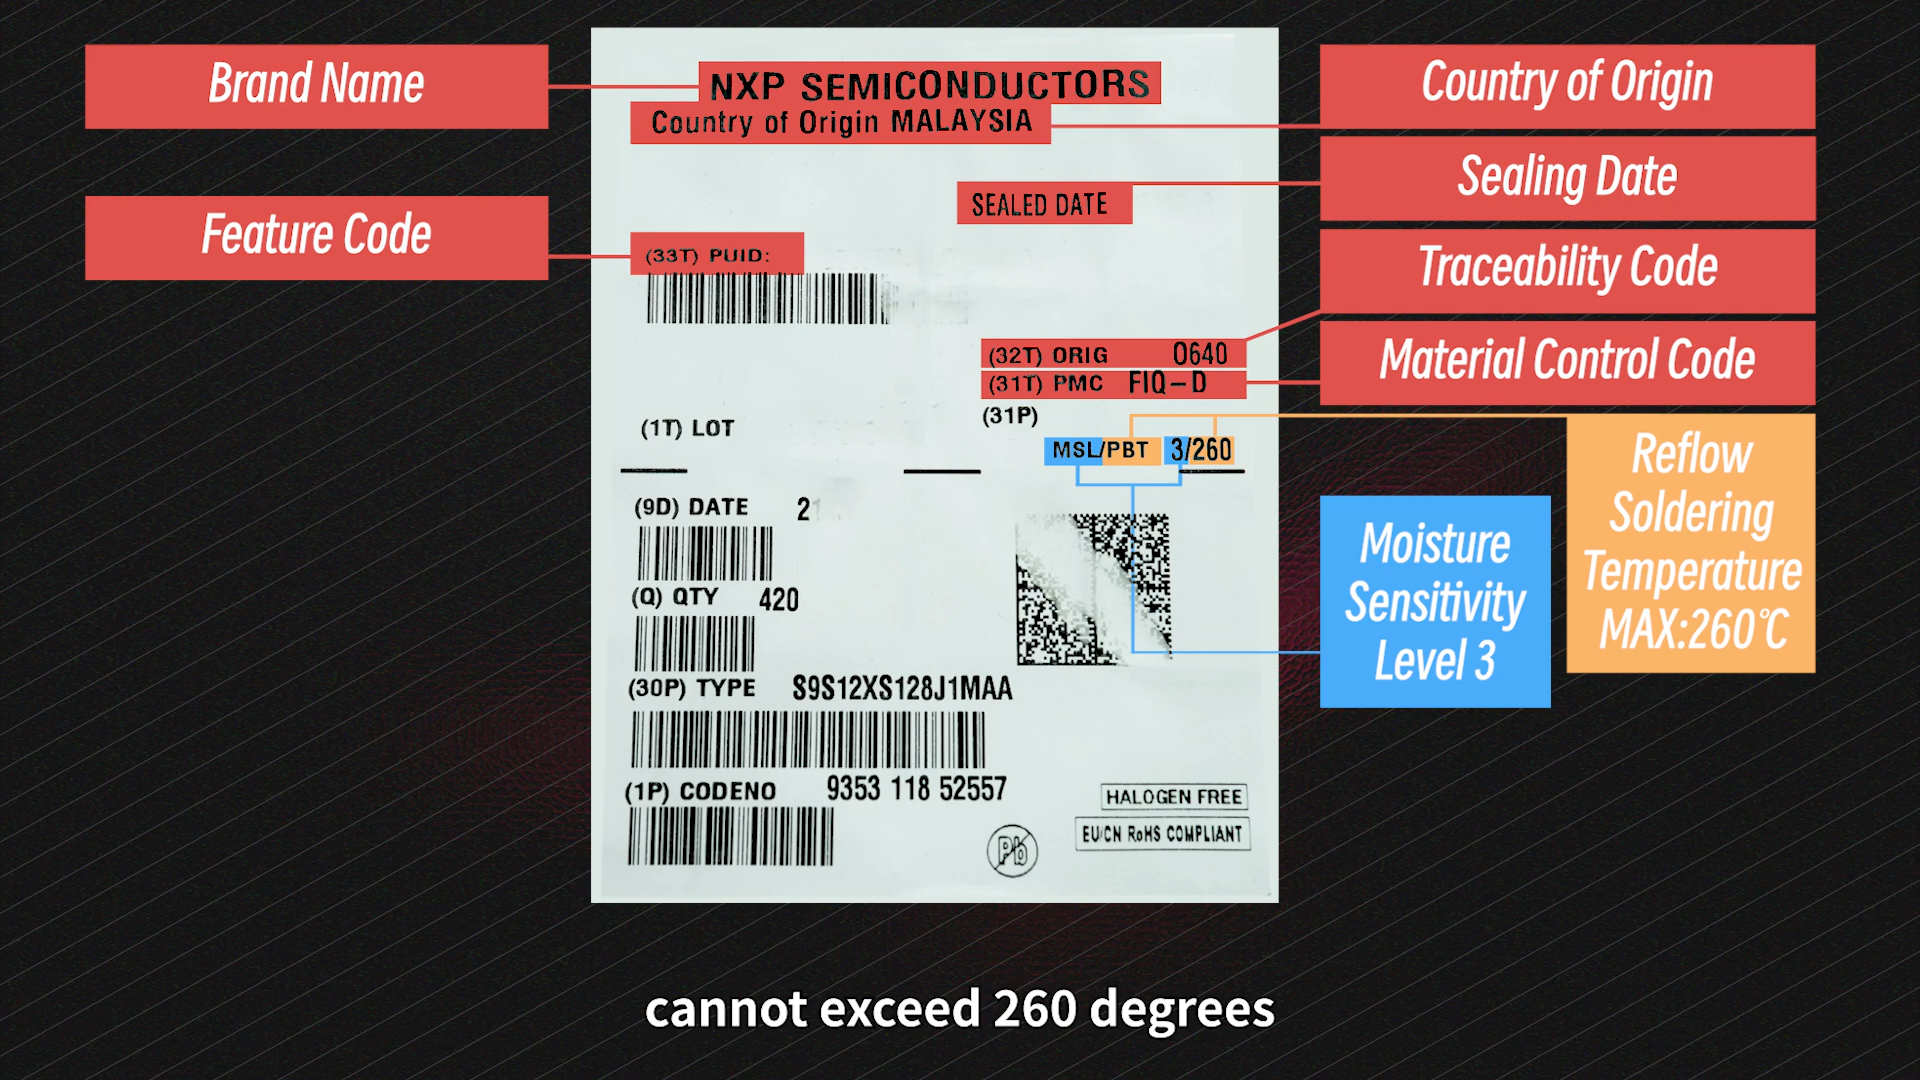 Brand Name
NXP SEMICONDUCTORS
Country of Origin MALAYSIA
Country of Origin
SEALED DATE
Sealing Date
Feature Code
(33T) PUID:
Traceability Code
(32T) ORIG 0640
(31T) PMC FIQ-D
Material Control Code
(31P)
(1T) LOT
MSL/PBT 3/260
Reflow
Soldering
Temperature
MAX:260℃
Moisture
Sensitivity
Level 3
(9D) DATE 21
(Q) QTY 420
(30P) TYPE S9S12XS128J1MAA
(1P) CODENO 9353 118 52557
HALOGEN FREE
EU/CN RoHS COMPLIANT
Pb
cannot exceed 260 degrees